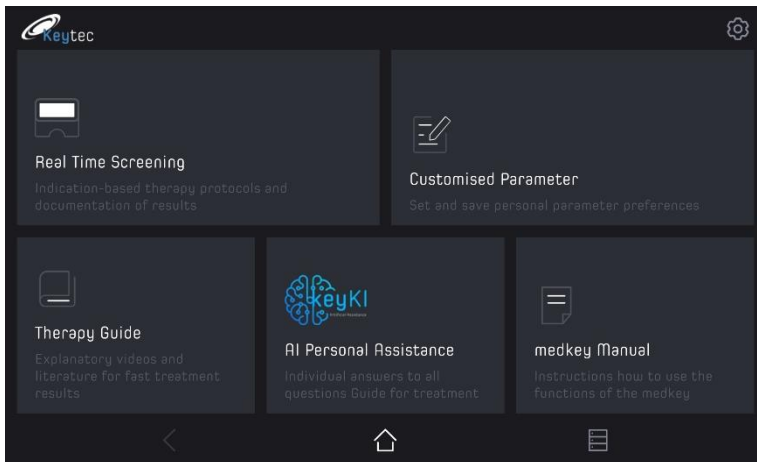 Keytec
Real Time Screening
Indication-based therapy protocols and
documentation of results
Customised Parameter
Set and save personal parameter preferences
Therapy Guide
Explanatory videos and
literature for fast treatment
results
keyKI
Artificial Assistance
AI Personal Assistance
Individual answers to all
questions Guide for treatment
medkey Manual
Instructions how to use the
functions of the medkey